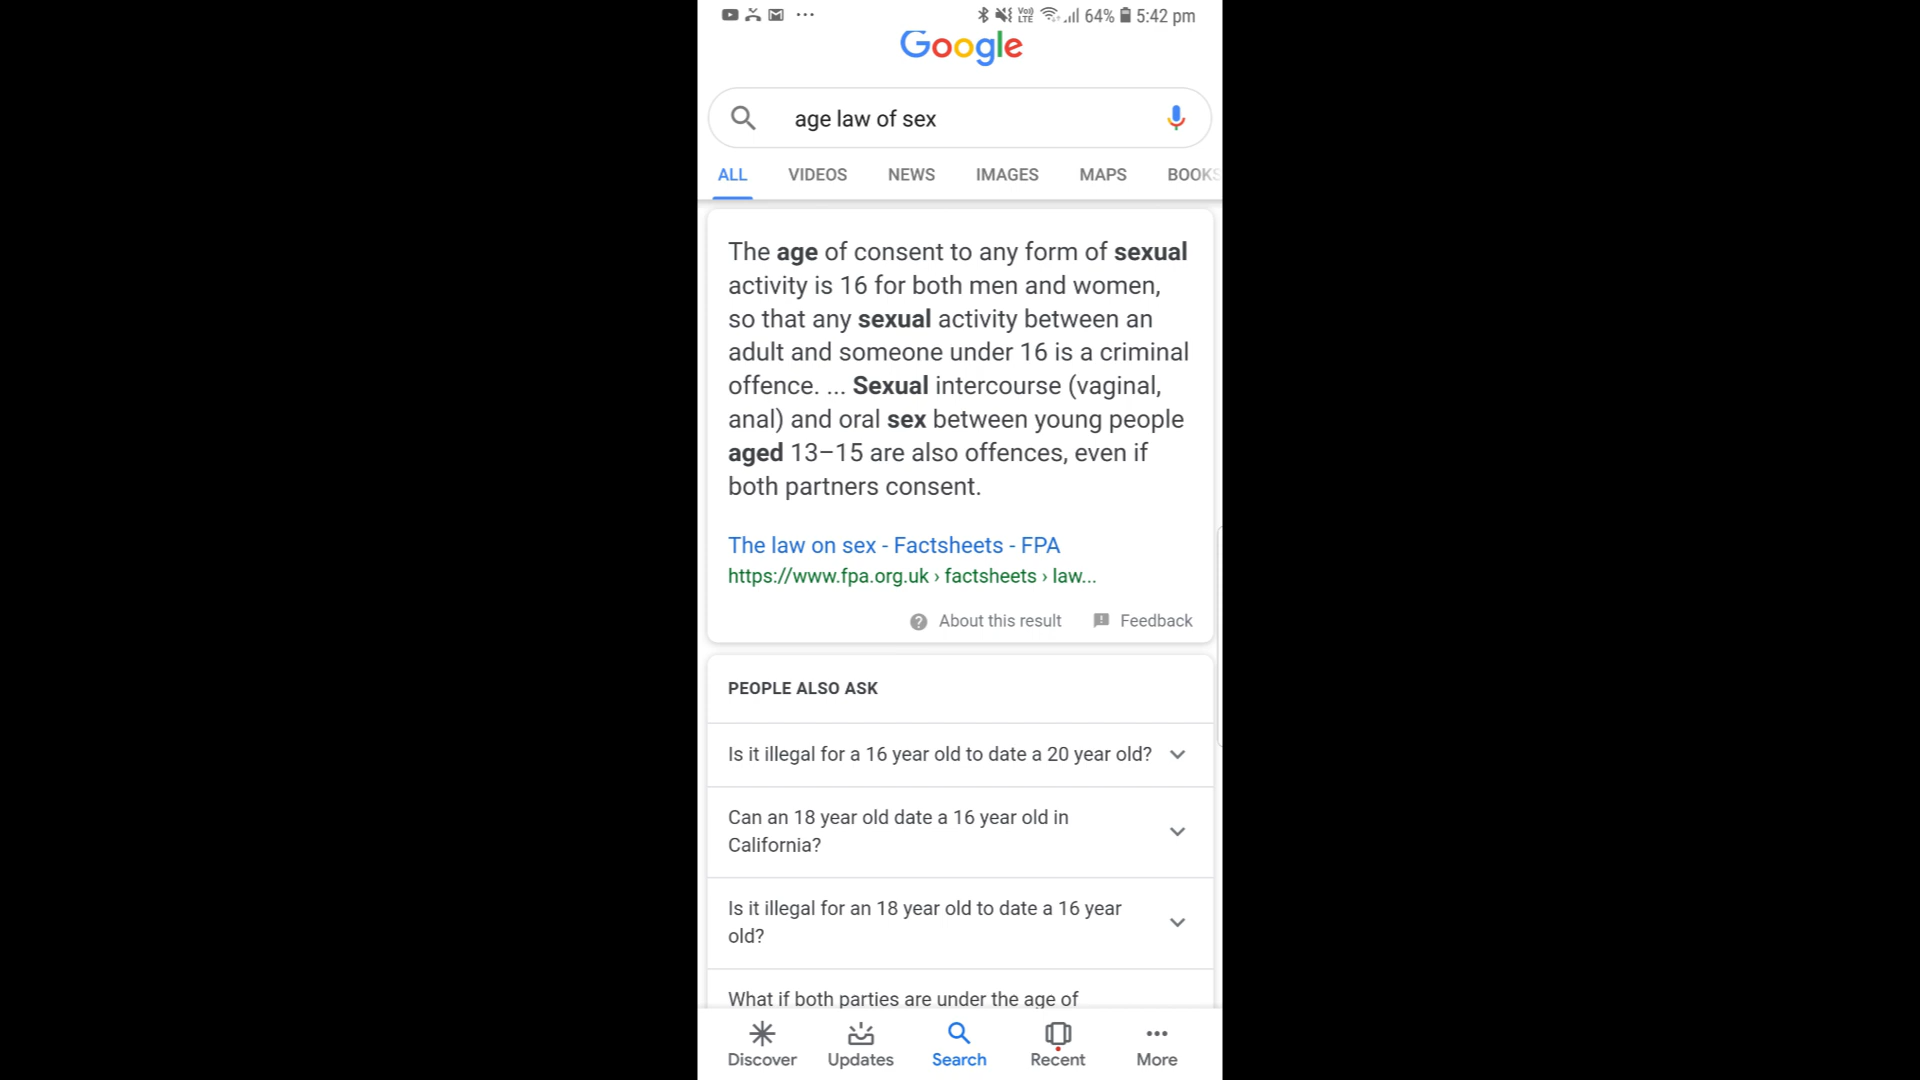 64% 5:42 pm
Google
age law of sex
ALL VIDEOS NEWS IMAGES MAPS BOOKS
The age of consent to any form of sexual
activity is 16 for both men and women,
so that any sexual activity between an
adult and someone under 16 is a criminal
offence. ... Sexual intercourse (vaginal,
anal) and oral sex between young people
aged 13–15 are also offences, even if
both partners consent.
The law on sex - Factsheets - FPA
https://www.fpa.org.uk › factsheets › law...
About this result Feedback
PEOPLE ALSO ASK
Is it illegal for a 16 year old to date a 20 year old?
Can an 18 year old date a 16 year old in
California?
Is it illegal for an 18 year old to date a 16 year
old?
What if both parties are under the age of
Discover Updates Search Recent More